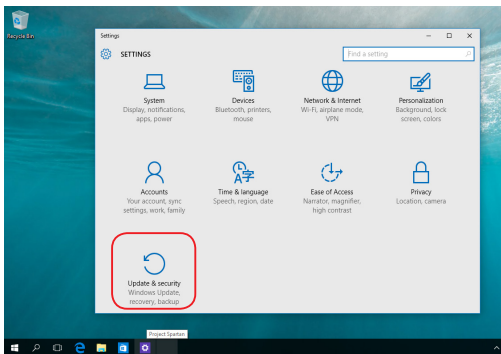 Recycle Bin
Settings
SETTINGS
Find a setting
System
Display, notifications,
apps, power
Devices
Bluetooth, printers,
mouse
Network & Internet
Wi-Fi, airplane mode,
VPN
Personalization
Background, lock
screen, colors
Accounts
Your account, sync
settings, work, family
Time & language
Speech, region, date
Ease of Access
Narrator, magnifier,
high contrast
Privacy
Location, camera
Update & security
Windows Update,
recovery, backup
Project Spartan